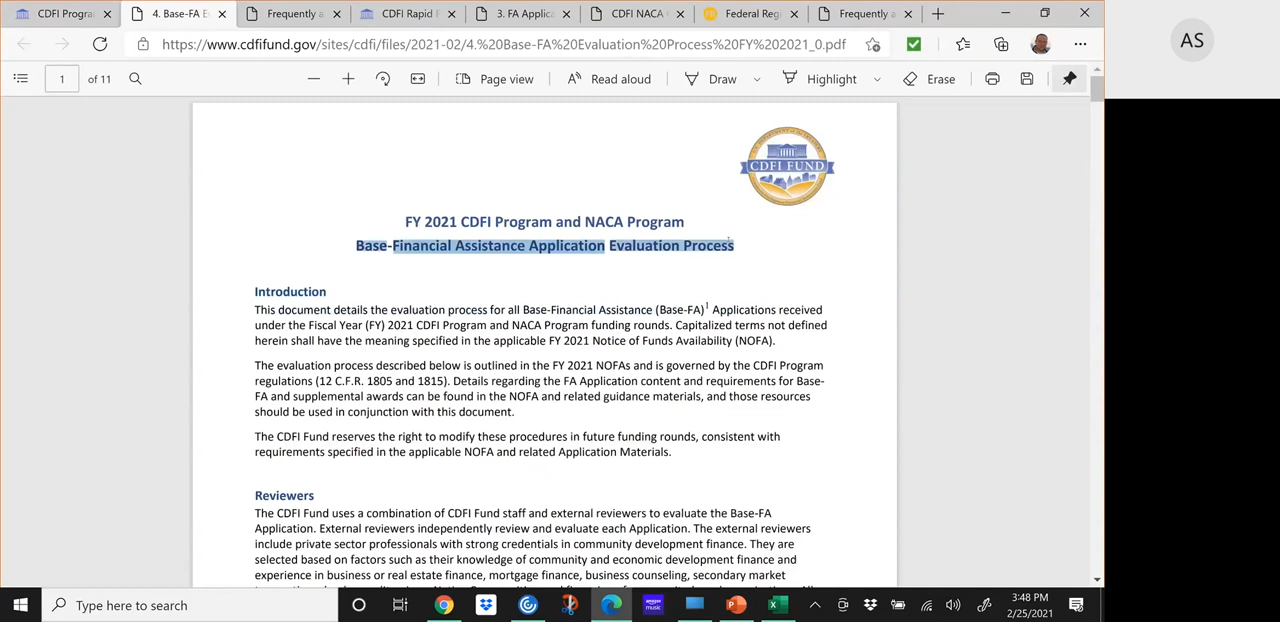 CDFI Progra
4. Base-FA E
Frequently a
CDFI Rapid F
3. FA Applica
CDFI NACA
Federal Regi
Frequently a
AS
https://www.cdfifund.gov/sites/cdfi/files/2021-02/4.%20Base-FA%20Evaluation%20Process%20FY%202021_0.pdf
1 of 11
Page view
Read aloud
Draw
Highlight
Erase
CDFI FUND
FY 2021 CDFI Program and NACA Program
Base-Financial Assistance Application Evaluation Process
Introduction
This document details the evaluation process for all Base-Financial Assistance (Base-FA)1 Applications received
under the Fiscal Year (FY) 2021 CDFI Program and NACA Program funding rounds. Capitalized terms not defined
herein shall have the meaning specified in the applicable FY 2021 Notice of Funds Availability (NOFA).
The evaluation process described below is outlined in the FY 2021 NOFAs and is governed by the CDFI Program
regulations (12 C.F.R. 1805 and 1815). Details regarding the FA Application content and requirements for Base-
FA and supplemental awards can be found in the NOFA and related guidance materials, and those resources
should be used in conjunction with this document.
The CDFI Fund reserves the right to modify these procedures in future funding rounds, consistent with
requirements specified in the applicable NOFA and related Application Materials.
Reviewers
The CDFI Fund uses a combination of CDFI Fund staff and external reviewers to evaluate the Base-FA
Application. External reviewers independently review and evaluate each Application. The external reviewers
include private sector professionals with strong credentials in community development finance. They are
selected based on factors such as their knowledge of community and economic development finance and
experience in business or real estate finance, mortgage finance, business counseling, secondary market
Type here to search
amazon music
3:48 PM
2/25/2021